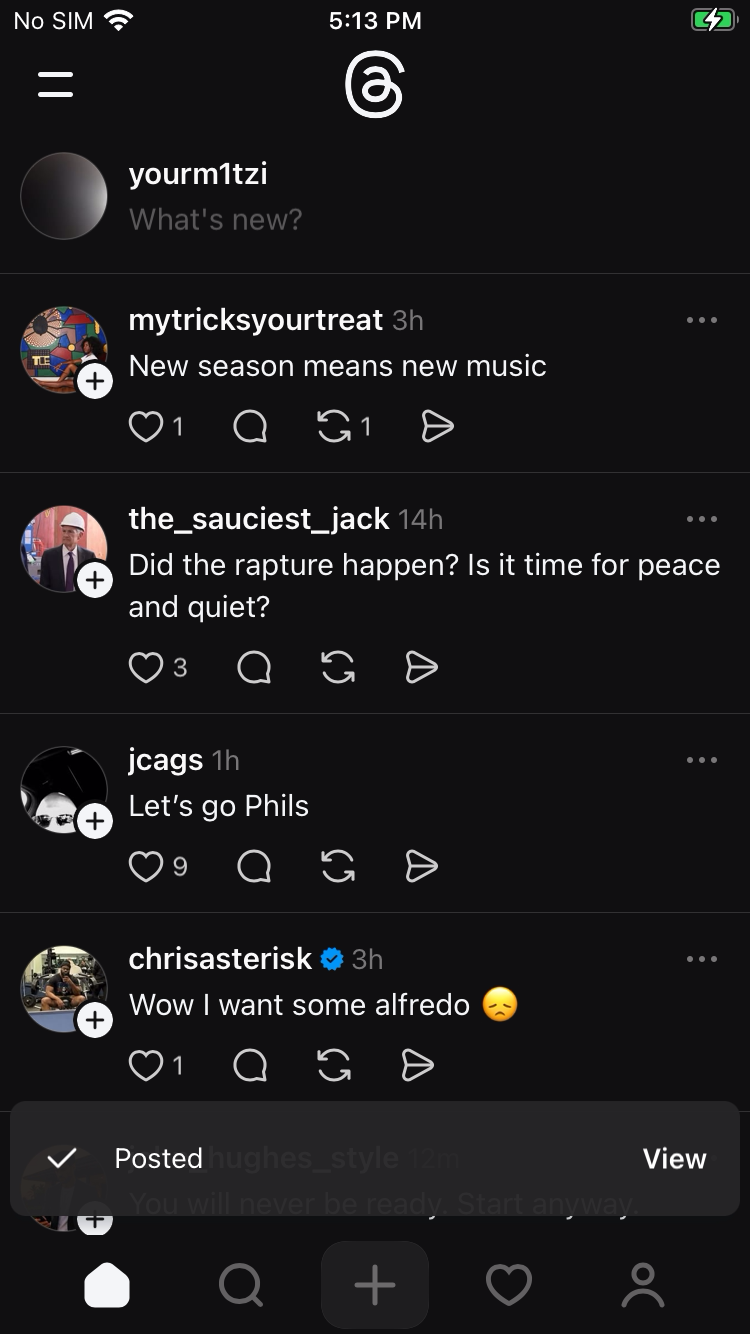 No SIM 5:13 PM
yourm1tzi
What's new?
mytricksyourtreat 3h
New season means new music
1 1
the_sauciest_jack 14h
Did the rapture happen? Is it time for peace
and quiet?
3
jcags 1h
Let’s go Phils
9
chrisasterisk 3h
Wow I want some alfredo 😞
1
hughes_style 12m
Posted View
You will never be ready. Start anyway.